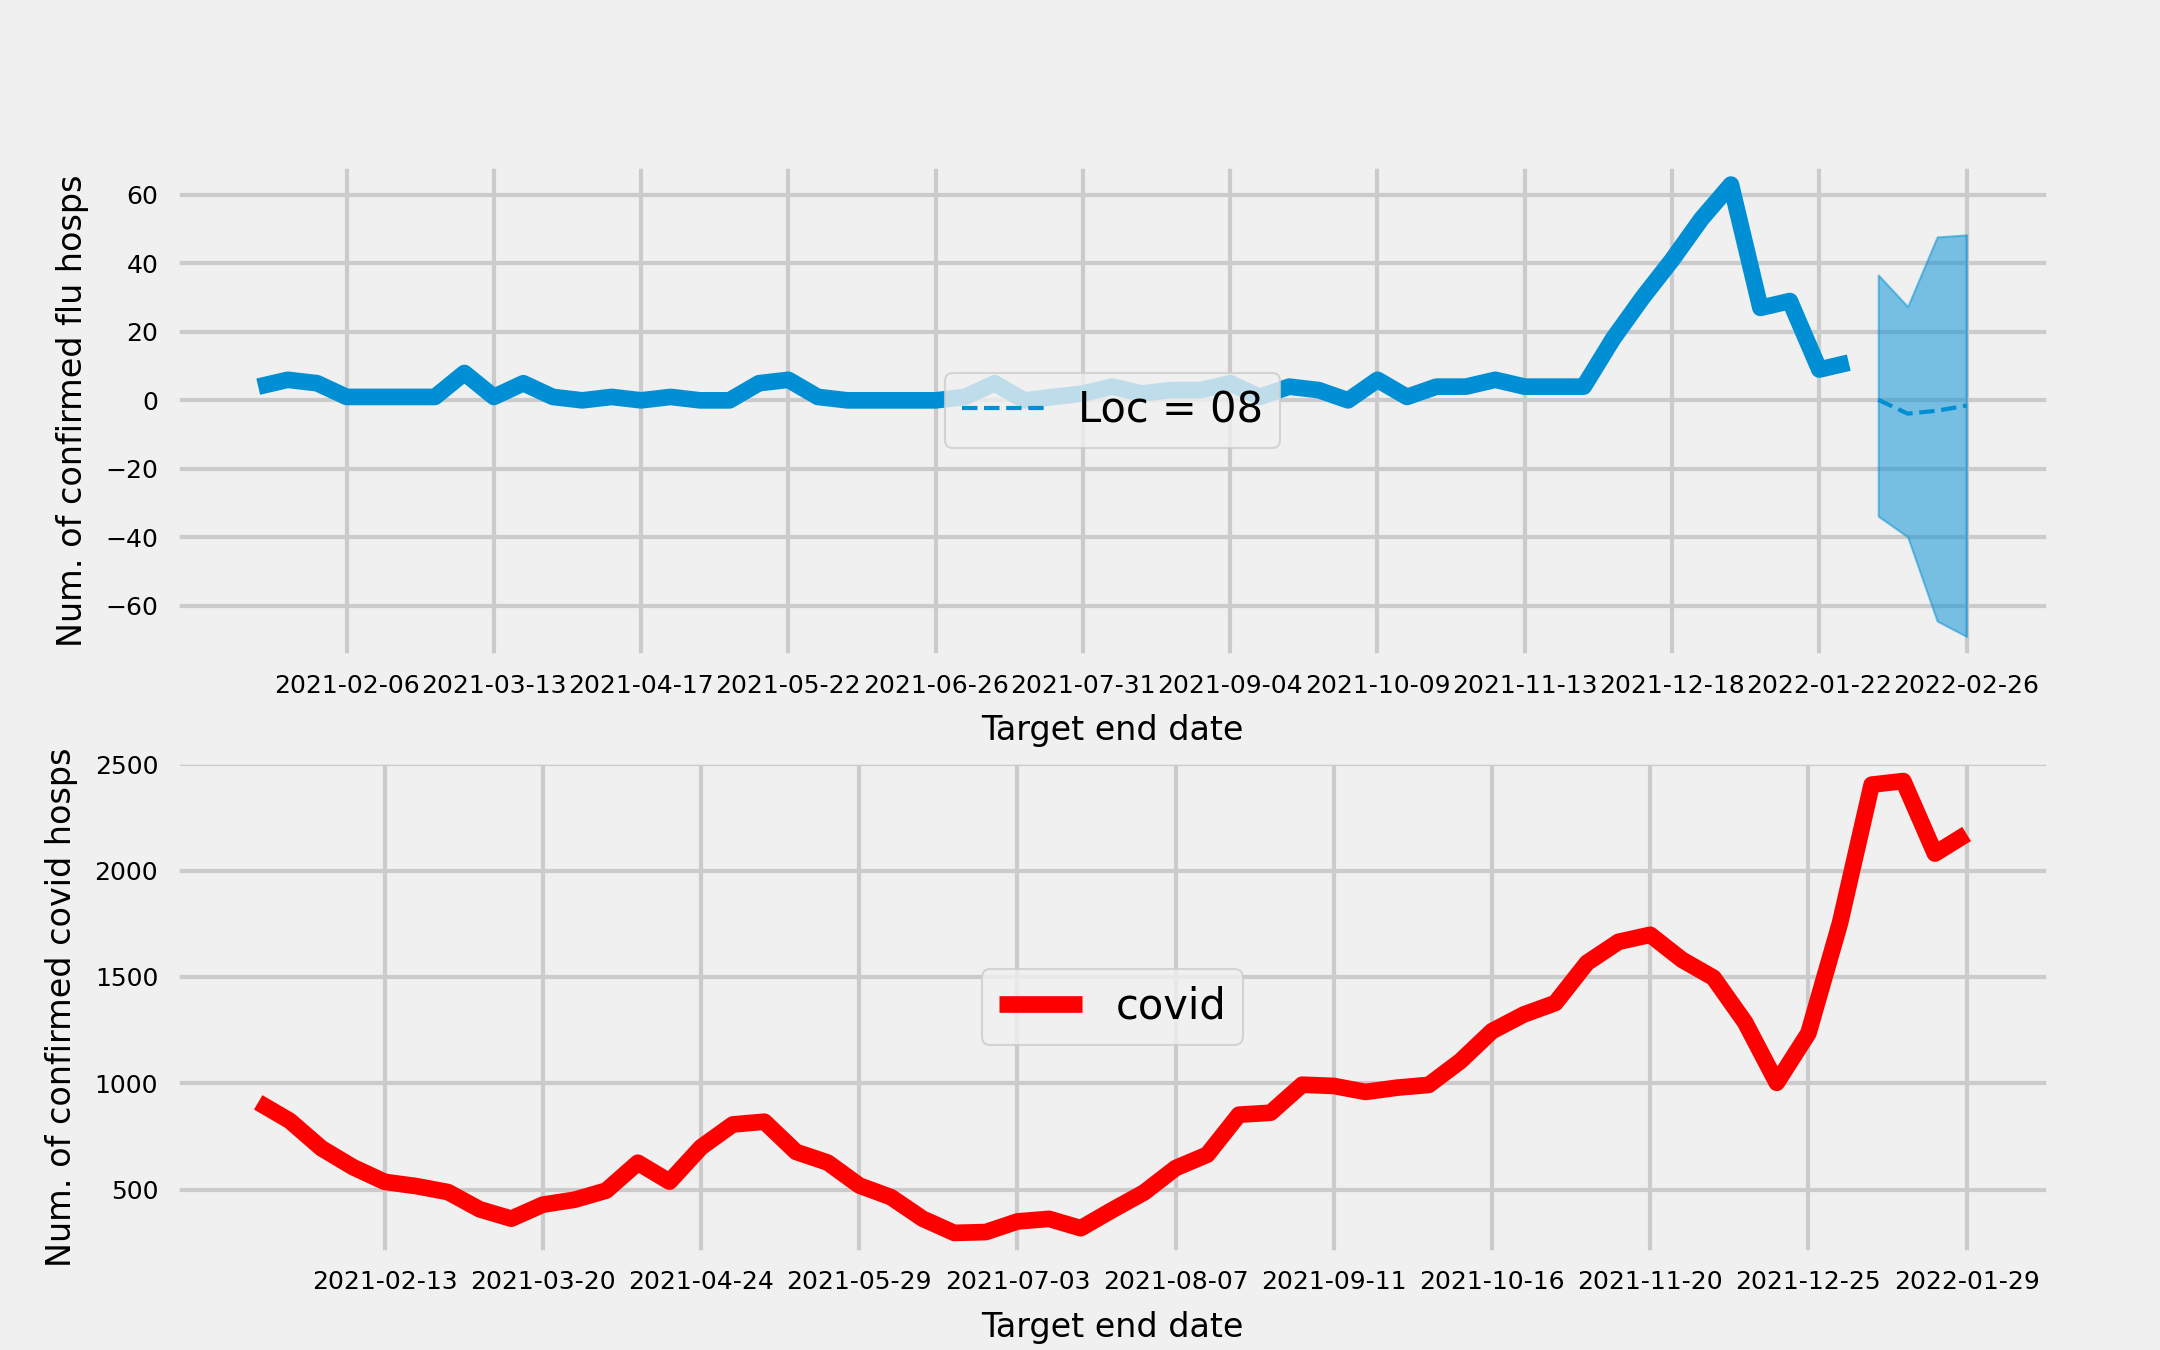 Num. of confirmed flu hosps
60
40
20
0
−20
−40
−60
Loc = 08
2021-02-06 2021-03-13 2021-04-17 2021-05-22 2021-06-26 2021-07-31 2021-09-04 2021-10-09 2021-11-13 2021-12-18 2022-01-22 2022-02-26
Target end date
Num. of confirmed covid hosps
2500
2000
1500
1000
500
covid
2021-02-13 2021-03-20 2021-04-24 2021-05-29 2021-07-03 2021-08-07 2021-09-11 2021-10-16 2021-11-20 2021-12-25 2022-01-29
Target end date